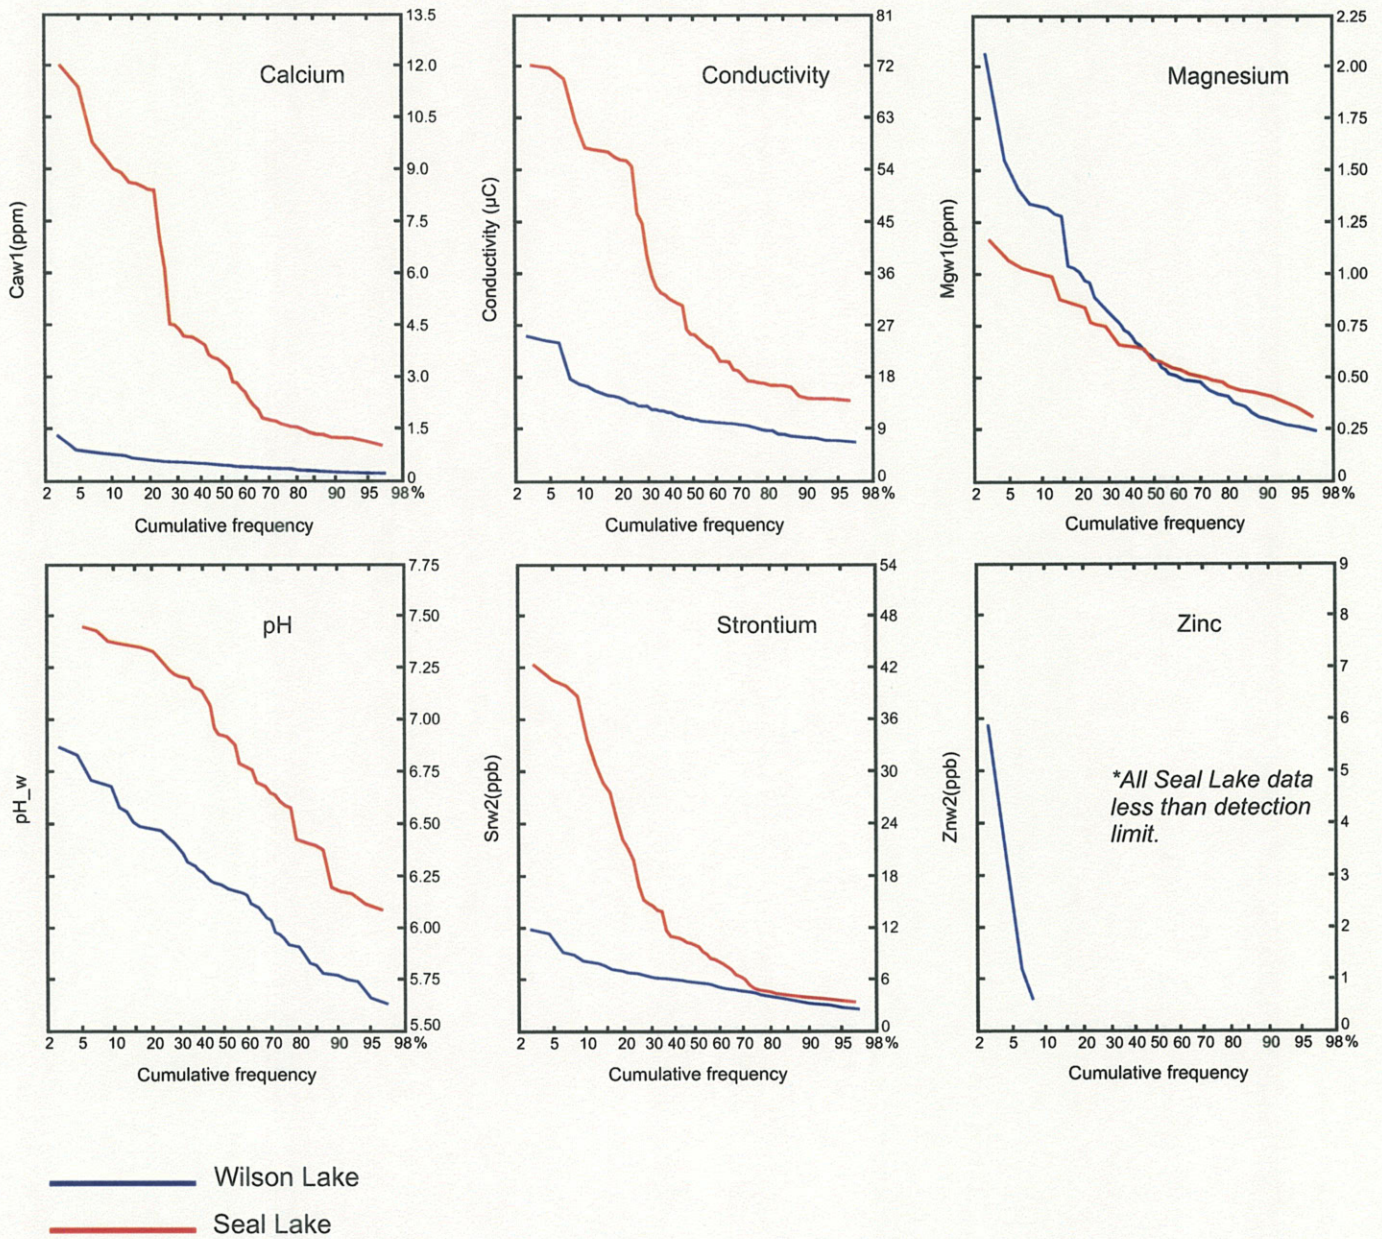 Calcium
Caw1(ppm)
13.5
12.0
10.5
9.0
7.5
6.0
4.5
3.0
1.5
0
2 5 10 20 30 40 50 60 70 80 90 95 98%
Cumulative frequency
Conductivity
Conductivity (µC)
81
72
63
54
45
36
27
18
9
0
2 5 10 20 30 40 50 60 70 80 90 95 98%
Cumulative frequency
Magnesium
Mgw1(ppm)
2.25
2.00
1.75
1.50
1.25
1.00
0.75
0.50
0.25
0
2 5 10 20 30 40 50 60 70 80 90 95 98%
Cumulative frequency
pH
pH_w
7.75
7.50
7.25
7.00
6.75
6.50
6.25
6.00
5.75
5.50
2 5 10 20 30 40 50 60 70 80 90 95 98%
Cumulative frequency
Strontium
Srw2(ppb)
54
48
42
36
30
24
18
12
6
0
2 5 10 20 30 40 50 60 70 80 90 95 98%
Cumulative frequency
Zinc
Znw2(ppb)
9
8
7
6
5
4
3
2
1
0
*All Seal Lake data
less than detection
limit.
2 5 10 20 30 40 50 60 70 80 90 95 98%
Cumulative frequency
Wilson Lake
Seal Lake